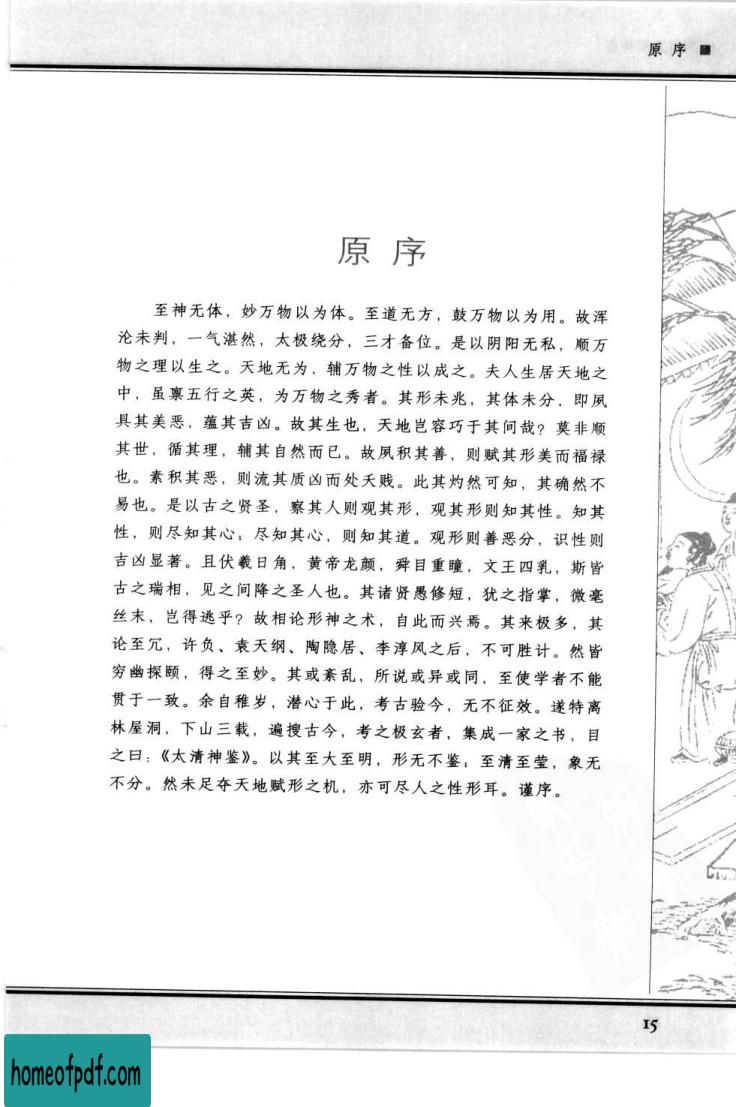 原 序 ■
原 序
至神无体，妙万物以为体。至道无方，鼓万物以为用。故浑
沦未判，一气湛然，太极绕分，三才备位。是以阴阳无私，顺万
物之理以生之。天地无为，辅万物之性以成之。夫人生居天地之
中，虽禀五行之英，为万物之秀者。其形未兆，其体未分，即夙
具其美恶，蕴其吉凶。故其生也，天地岂容巧于其间哉？莫非顺
其世，循其理，辅其自然而已。故夙积其善，则赋其形美而福禄
也。素积其恶，则流其质凶而处夭贱。此其灼然可知，其确然不
易也。是以古之贤圣，察其人则观其形，观其形则知其性。知其
性，则尽知其心；尽知其心，则知其道。观形则善恶分，识性则
吉凶显著。且伏羲日角，黄帝龙颜，舜目重瞳，文王四乳，斯皆
古之瑞相，见之间降之圣人也。其诸贤愚修短，犹之指掌，微毫
丝末，岂得逃乎？故相论形神之术，自此而兴焉。其来极多，其
论至冗，许负、袁天纲、陶隐居、李淳风之后，不可胜计。然皆
穷幽探颐，得之至妙。其或紊乱，所说或异或同，至使学者不能
贯于一致。余自稚岁，潜心于此，考古验今，无不征效。遂特离
林屋洞，下山三载，遍搜古今，考之极玄者，集成一家之书，目
之曰：《太清神鉴》。以其至大至明，形无不鉴；至清至莹，象无
不分。然未足夺天地赋形之机，亦可尽人之性形耳。谨序。
15
homeofpdf.com